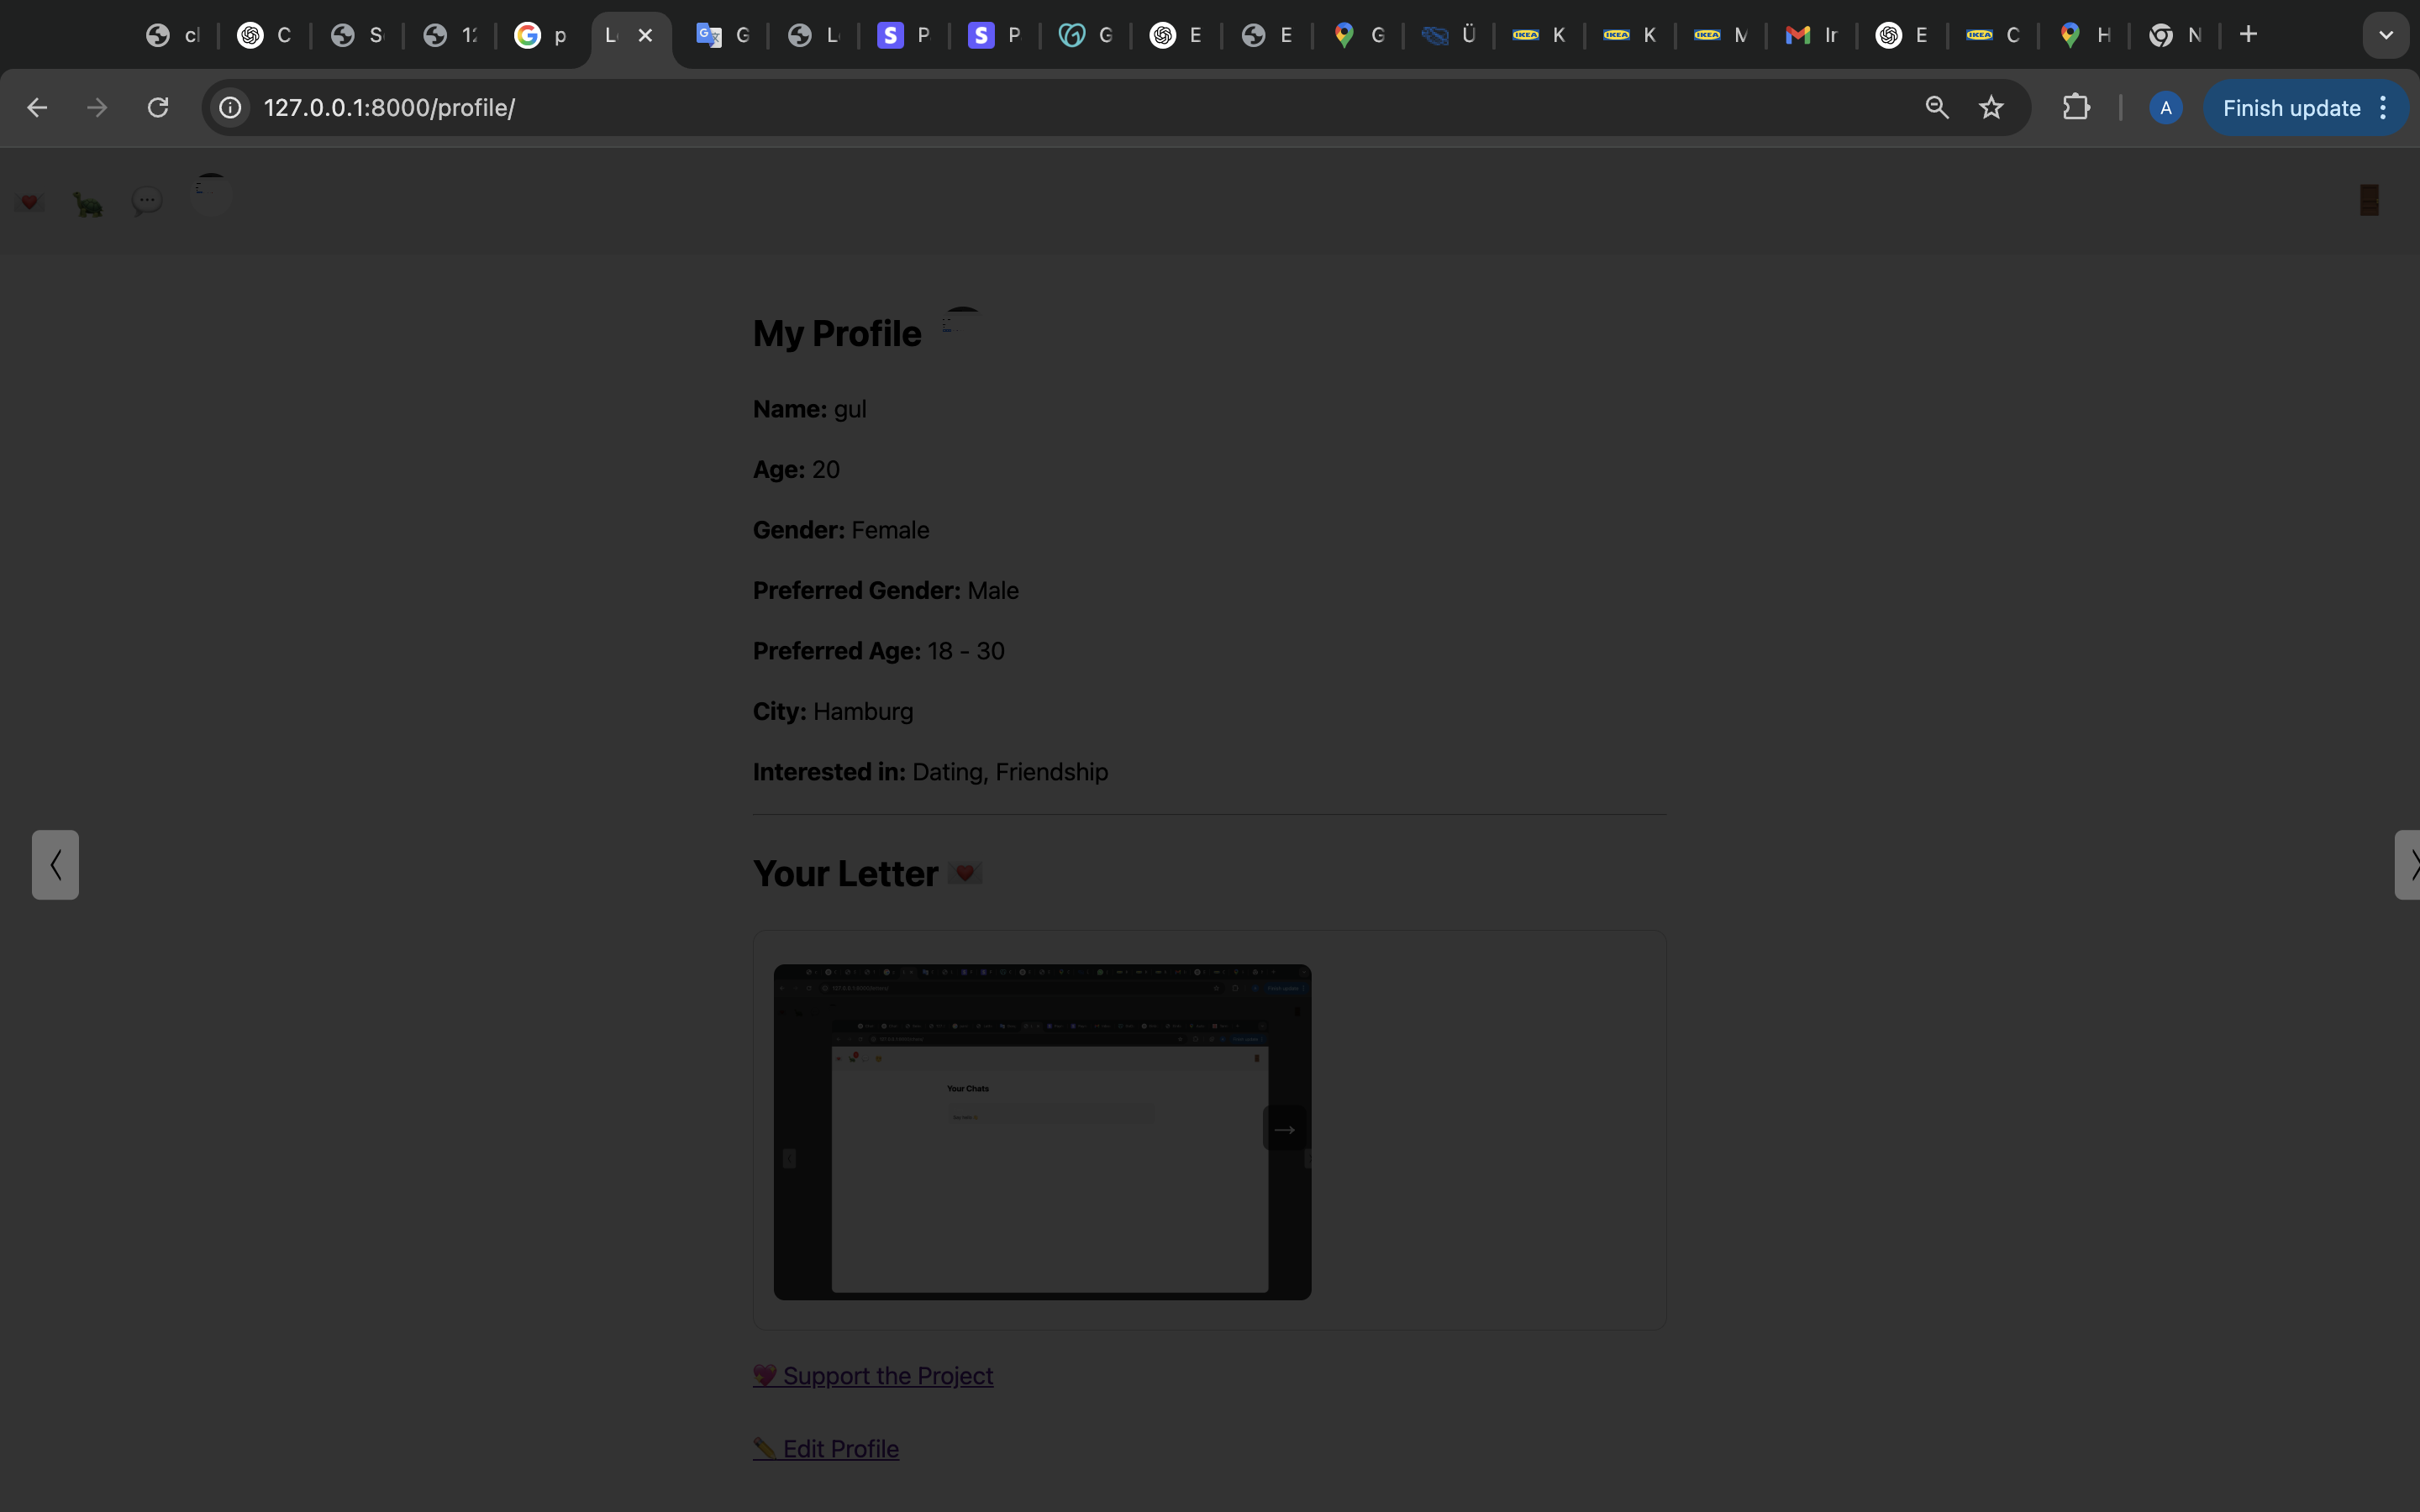 cl C S 12 p L G L P P G E E G Ü K K M Ir E C H N
127.0.0.1:8000/profile/
A
Finish update
My Profile
Name: gul
Age: 20
Gender: Female
Preferred Gender: Male
Preferred Age: 18 - 30
City: Hamburg
Interested in: Dating, Friendship
Your Letter
Your Chats
Support the Project
Edit Profile